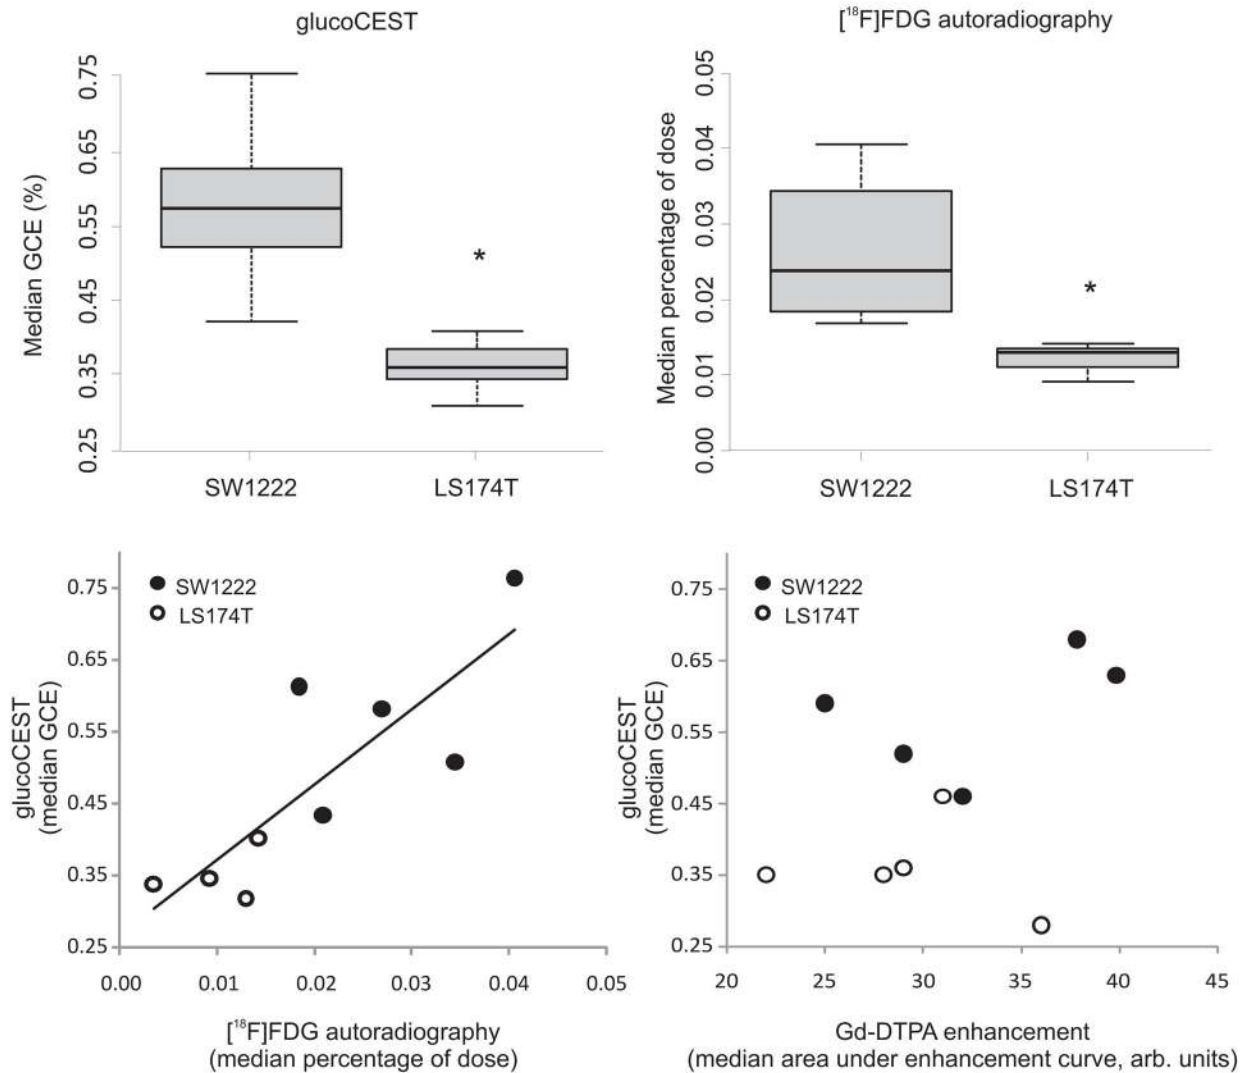 glucoCEST
Median GCE (%)
0.75
0.65
0.55
0.45
0.35
0.25
*
SW1222
LS174T
[¹⁸F]FDG autoradiography
Median percentage of dose
0.05
0.04
0.03
0.02
0.01
0.00
*
SW1222
LS174T
glucoCEST
(median GCE)
0.75
0.65
0.55
0.45
0.35
0.25
SW1222
LS174T
0.00 0.01 0.02 0.03 0.04 0.05
[¹⁸F]FDG autoradiography
(median percentage of dose)
glucoCEST
(median GCE)
0.75
0.65
0.55
0.45
0.35
0.25
SW1222
LS174T
20 25 30 35 40 45
Gd-DTPA enhancement
(median area under enhancement curve, arb. units)